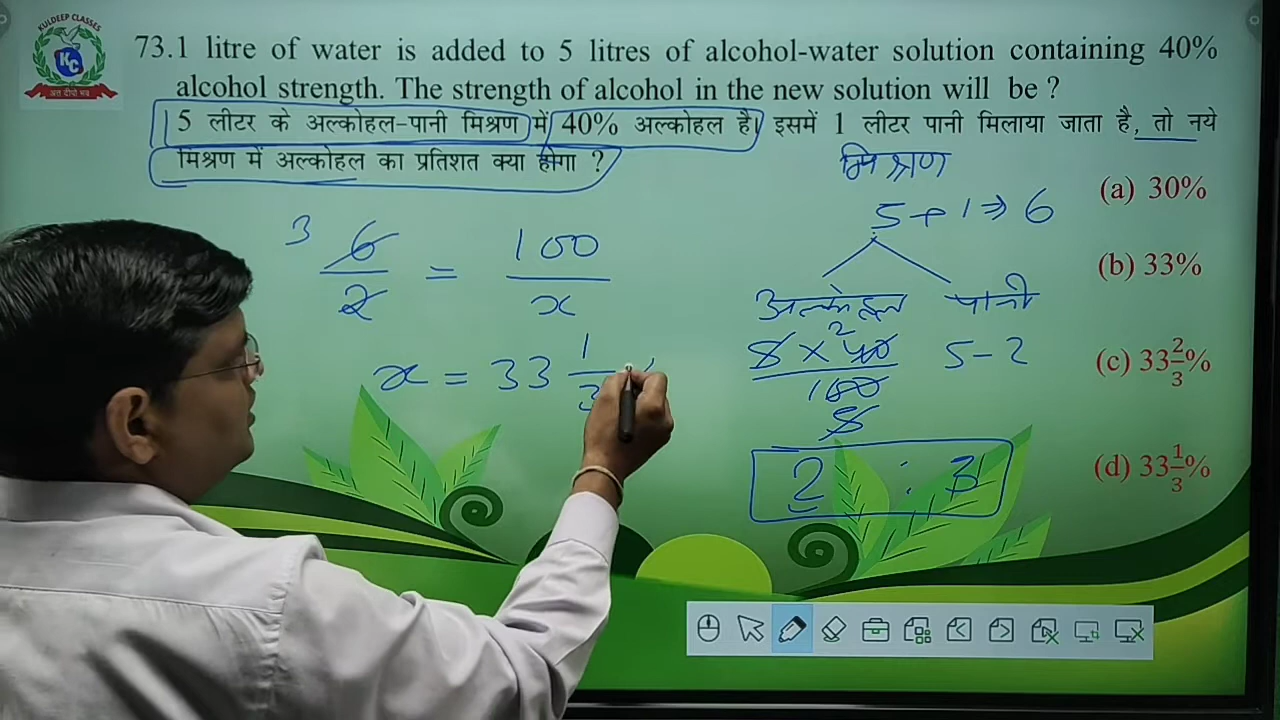 KULDEEP CLASSES
KC
अत्त दीपो भव
73.1 litre of water is added to 5 litres of alcohol-water solution containing 40%
alcohol strength. The strength of alcohol in the new solution will be ?
5 लीटर के अल्कोहल-पानी मिश्रण में 40% अल्कोहल है। इसमें 1 लीटर पानी मिलाया जाता है, तो नये
मिश्रण में अल्कोहल का प्रतिशत क्या होगा ?
(a) 30%
(b) 33%
(c) 33 2/3%
(d) 33 1/3%
3 6/2 = 100/x
x = 33 1/3
मिश्रण
5 + 1 ⇒ 6
अल्कोहल पानी
5 × 2 40/100 5 - 2
5
2 : 3